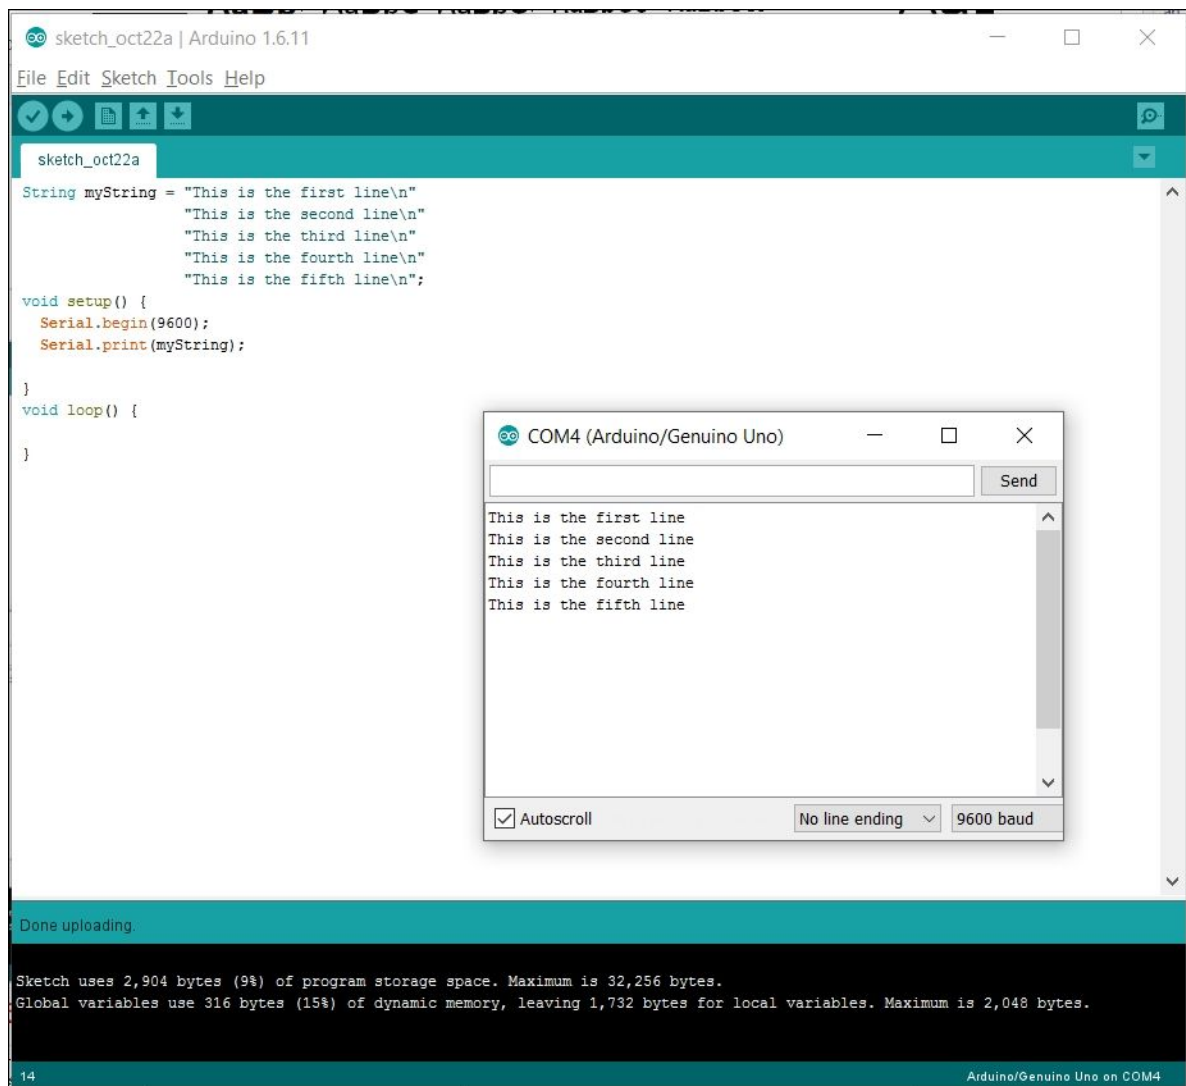 sketch_oct22a | Arduino 1.6.11
File Edit Sketch Tools Help
sketch_oct22a
String myString = "This is the first line\n"
"This is the second line\n"
"This is the third line\n"
"This is the fourth line\n"
"This is the fifth line\n";
void setup() {
Serial.begin(9600);
Serial.print(myString);
}
void loop() {
}
COM4 (Arduino/Genuino Uno)
Send
This is the first line
This is the second line
This is the third line
This is the fourth line
This is the fifth line
Autoscroll
No line ending
9600 baud
Done uploading.
Sketch uses 2,904 bytes (9%) of program storage space. Maximum is 32,256 bytes.
Global variables use 316 bytes (15%) of dynamic memory, leaving 1,732 bytes for local variables. Maximum is 2,048 bytes.
14
Arduino/Genuino Uno on COM4